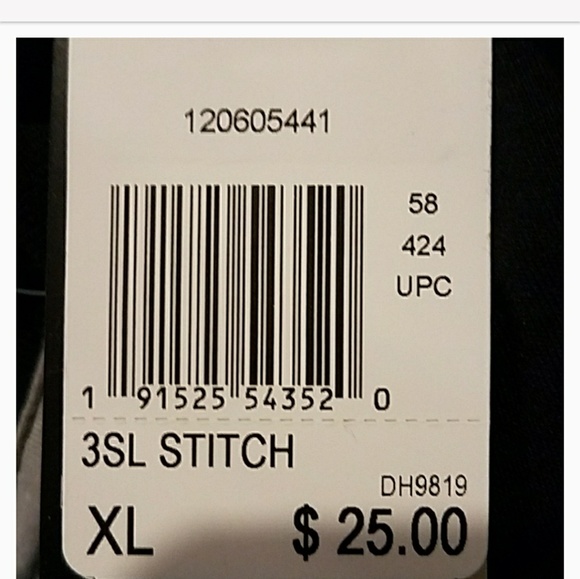 120605441
58
424
UPC
1 91525 54352 0
3SL STITCH
DH9819
XL $ 25.00